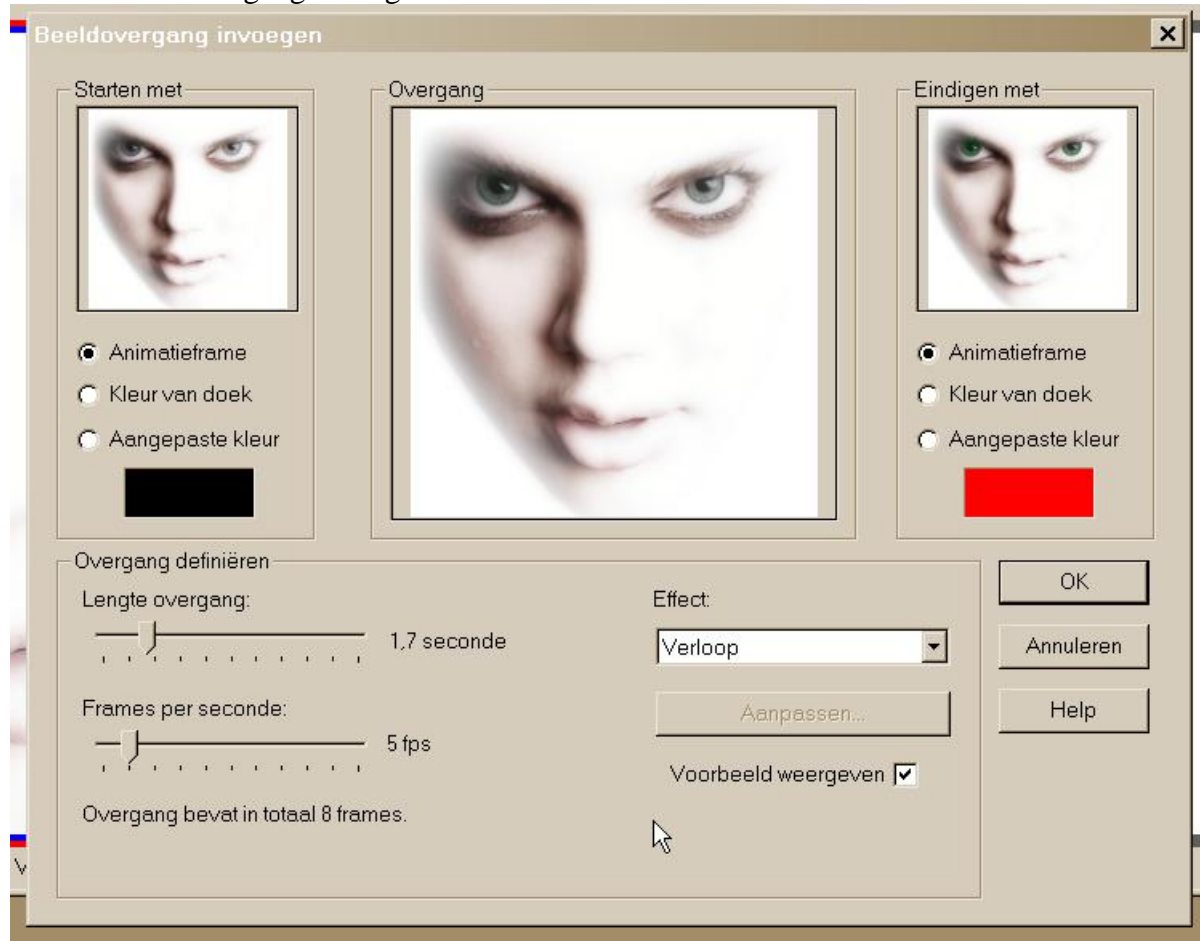 Beeldovergang invoegen
Starten met
Overgang
Eindigen met
Animatieframe
Kleur van doek
Aangepaste kleur
Animatieframe
Kleur van doek
Aangepaste kleur
Overgang definiëren
Lengte overgang:
1,7 seconde
Frames per seconde:
5 fps
Overgang bevat in totaal 8 frames.
Effect:
Verloop
Aanpassen...
Voorbeeld weergeven
OK
Annuleren
Help